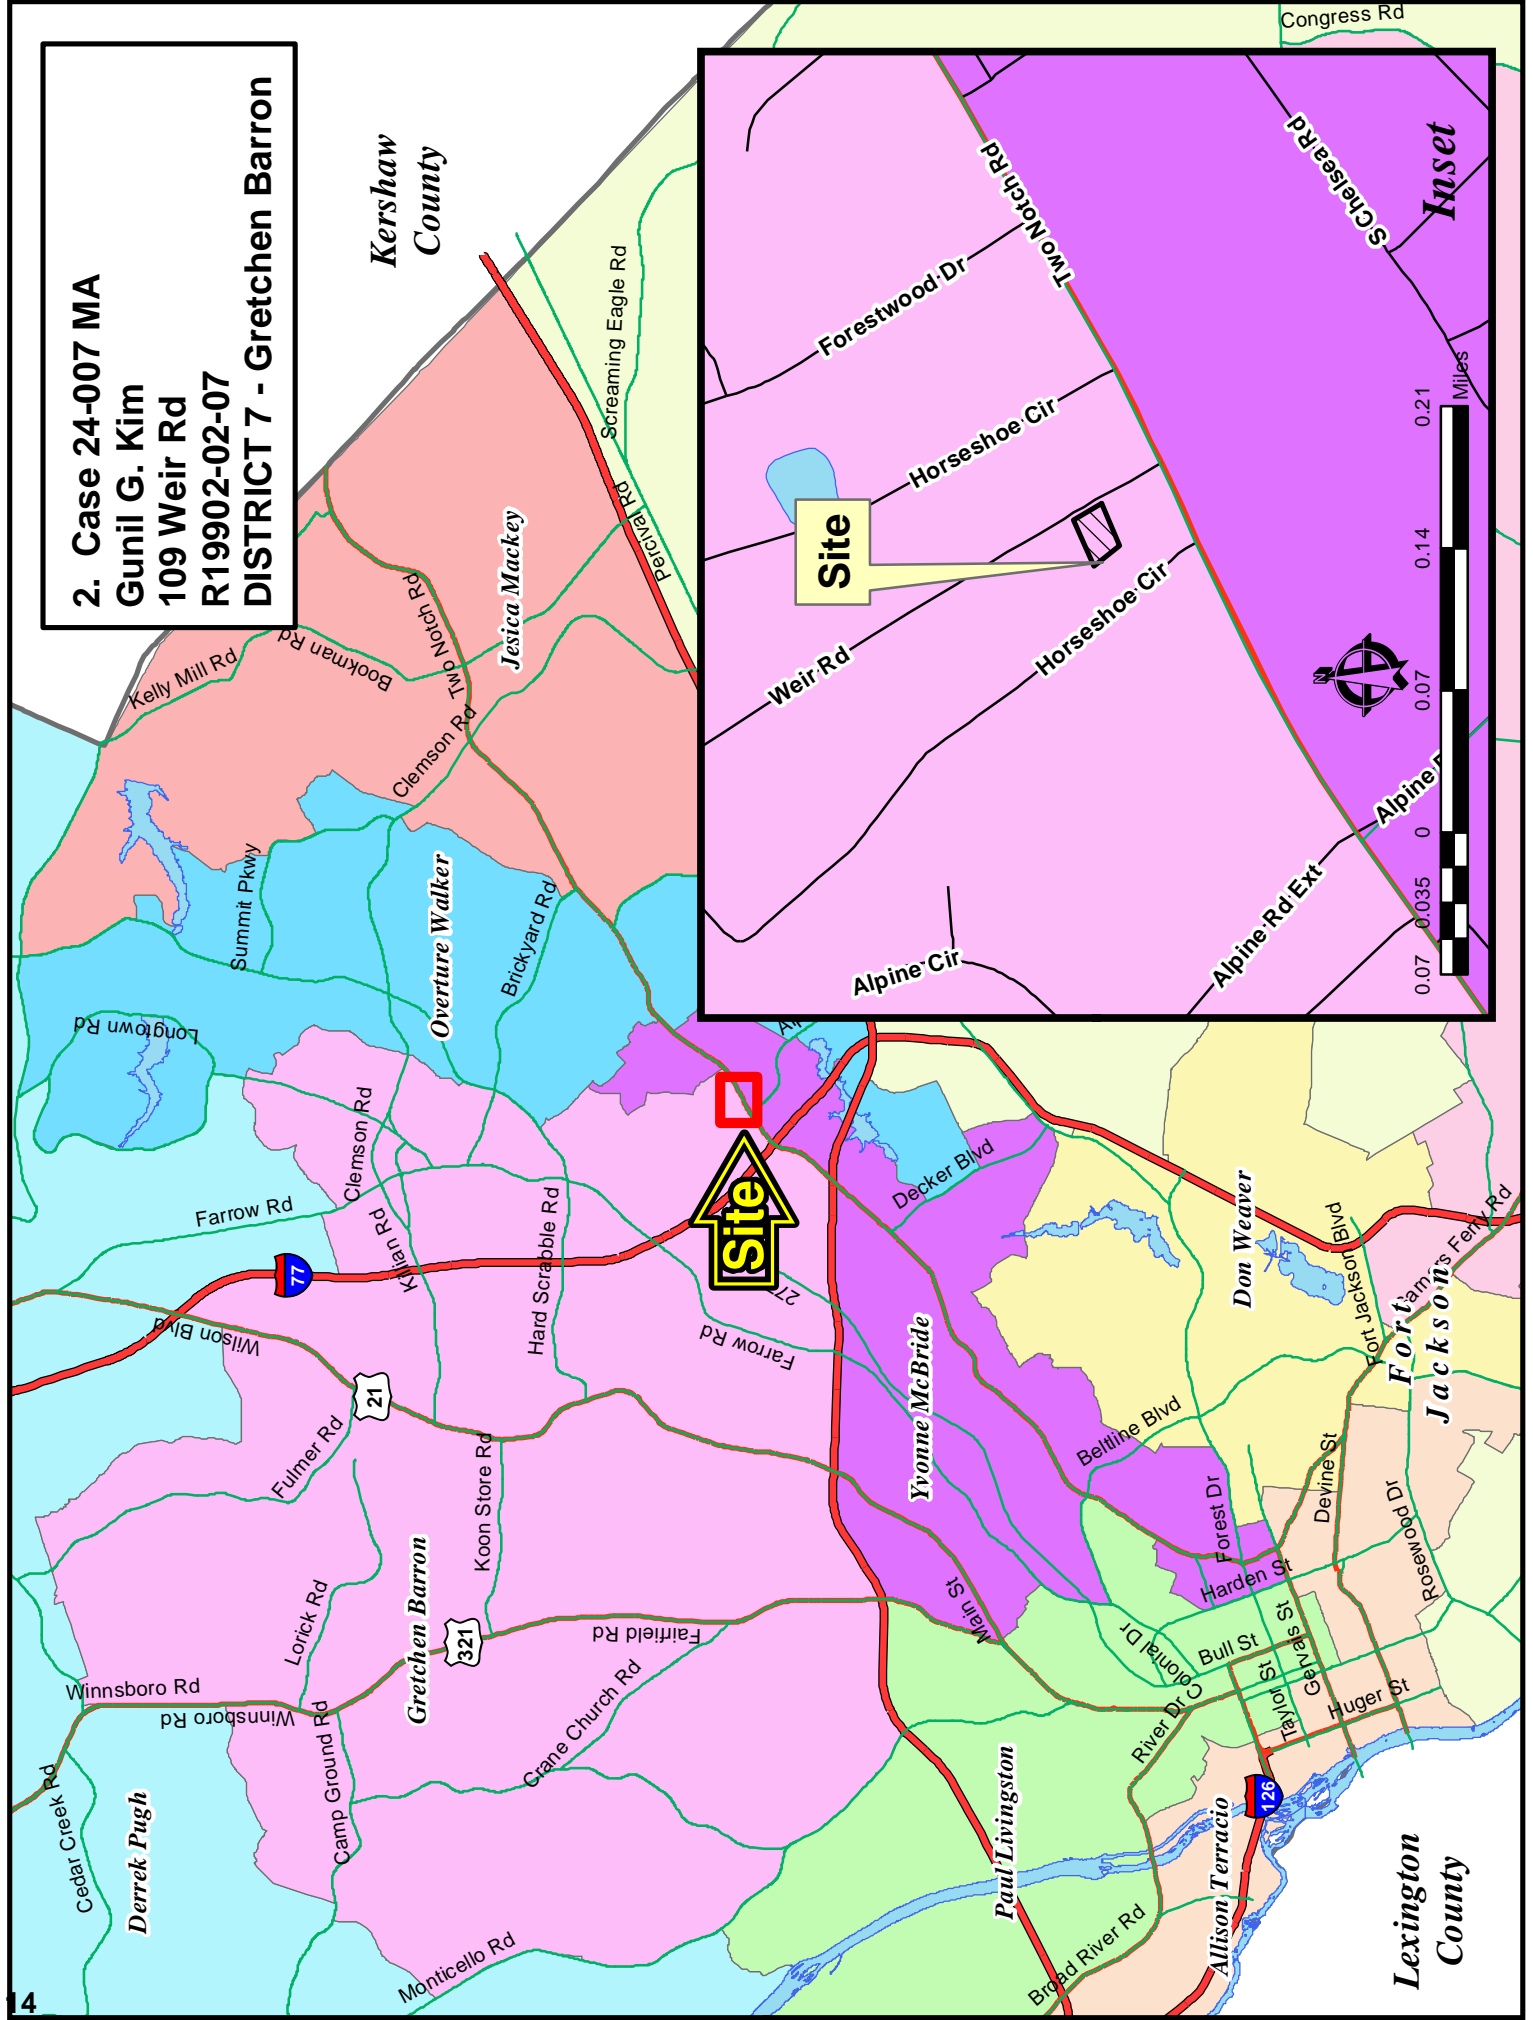 14
2. Case 24-007 MA
Gunil G. Kim
109 Weir Rd
R19902-02-07
DISTRICT 7 - Gretchen Barron
Kershaw
County
Congress Rd
Screaming Eagle Rd
Percival Rd
Jesica Mackey
Two Notch Rd
Bookman Rd
Kelly Mill Rd
Clemson Rd
Summit Pkwy
Overture Walker
Brickyard Rd
Longtown Rd
Clemson Rd
Farrow Rd
Killian Rd
Hard Scrabble Rd
77
Wilson Blvd
21
Farrow Rd
277
Site
Fulmer Rd
Koon Store Rd
Lorick Rd
Gretchen Barron
321
Fairfield Rd
Winnsboro Rd
Winnsboro Rd
Camp Ground Rd
Crane Church Rd
Cedar Creek Rd
Derrek Pugh
Monticello Rd
Decker Blvd
Yvonne McBride
Don Weaver
Beltline Blvd
Fort Jackson Blvd
Garners Ferry Rd
Fort
Jackson
Forest Dr
Devine St
Rosewood Dr
Harden St
Main St
Colonial Dr
Bull St
Gervais St
Taylor St
Huger St
River Dr
Paul Livingston
126
Allison Terracio
Broad River Rd
Lexington
County
Inset
Site
Two Notch Rd
S Chelsea Rd
Forestwood Dr
Horseshoe Cir
Horseshoe Cir
Weir Rd
Alpine Cir
Alpine Rd Ext
Alpine
N
0.07 0.035 0 0.07 0.14 0.21
Miles